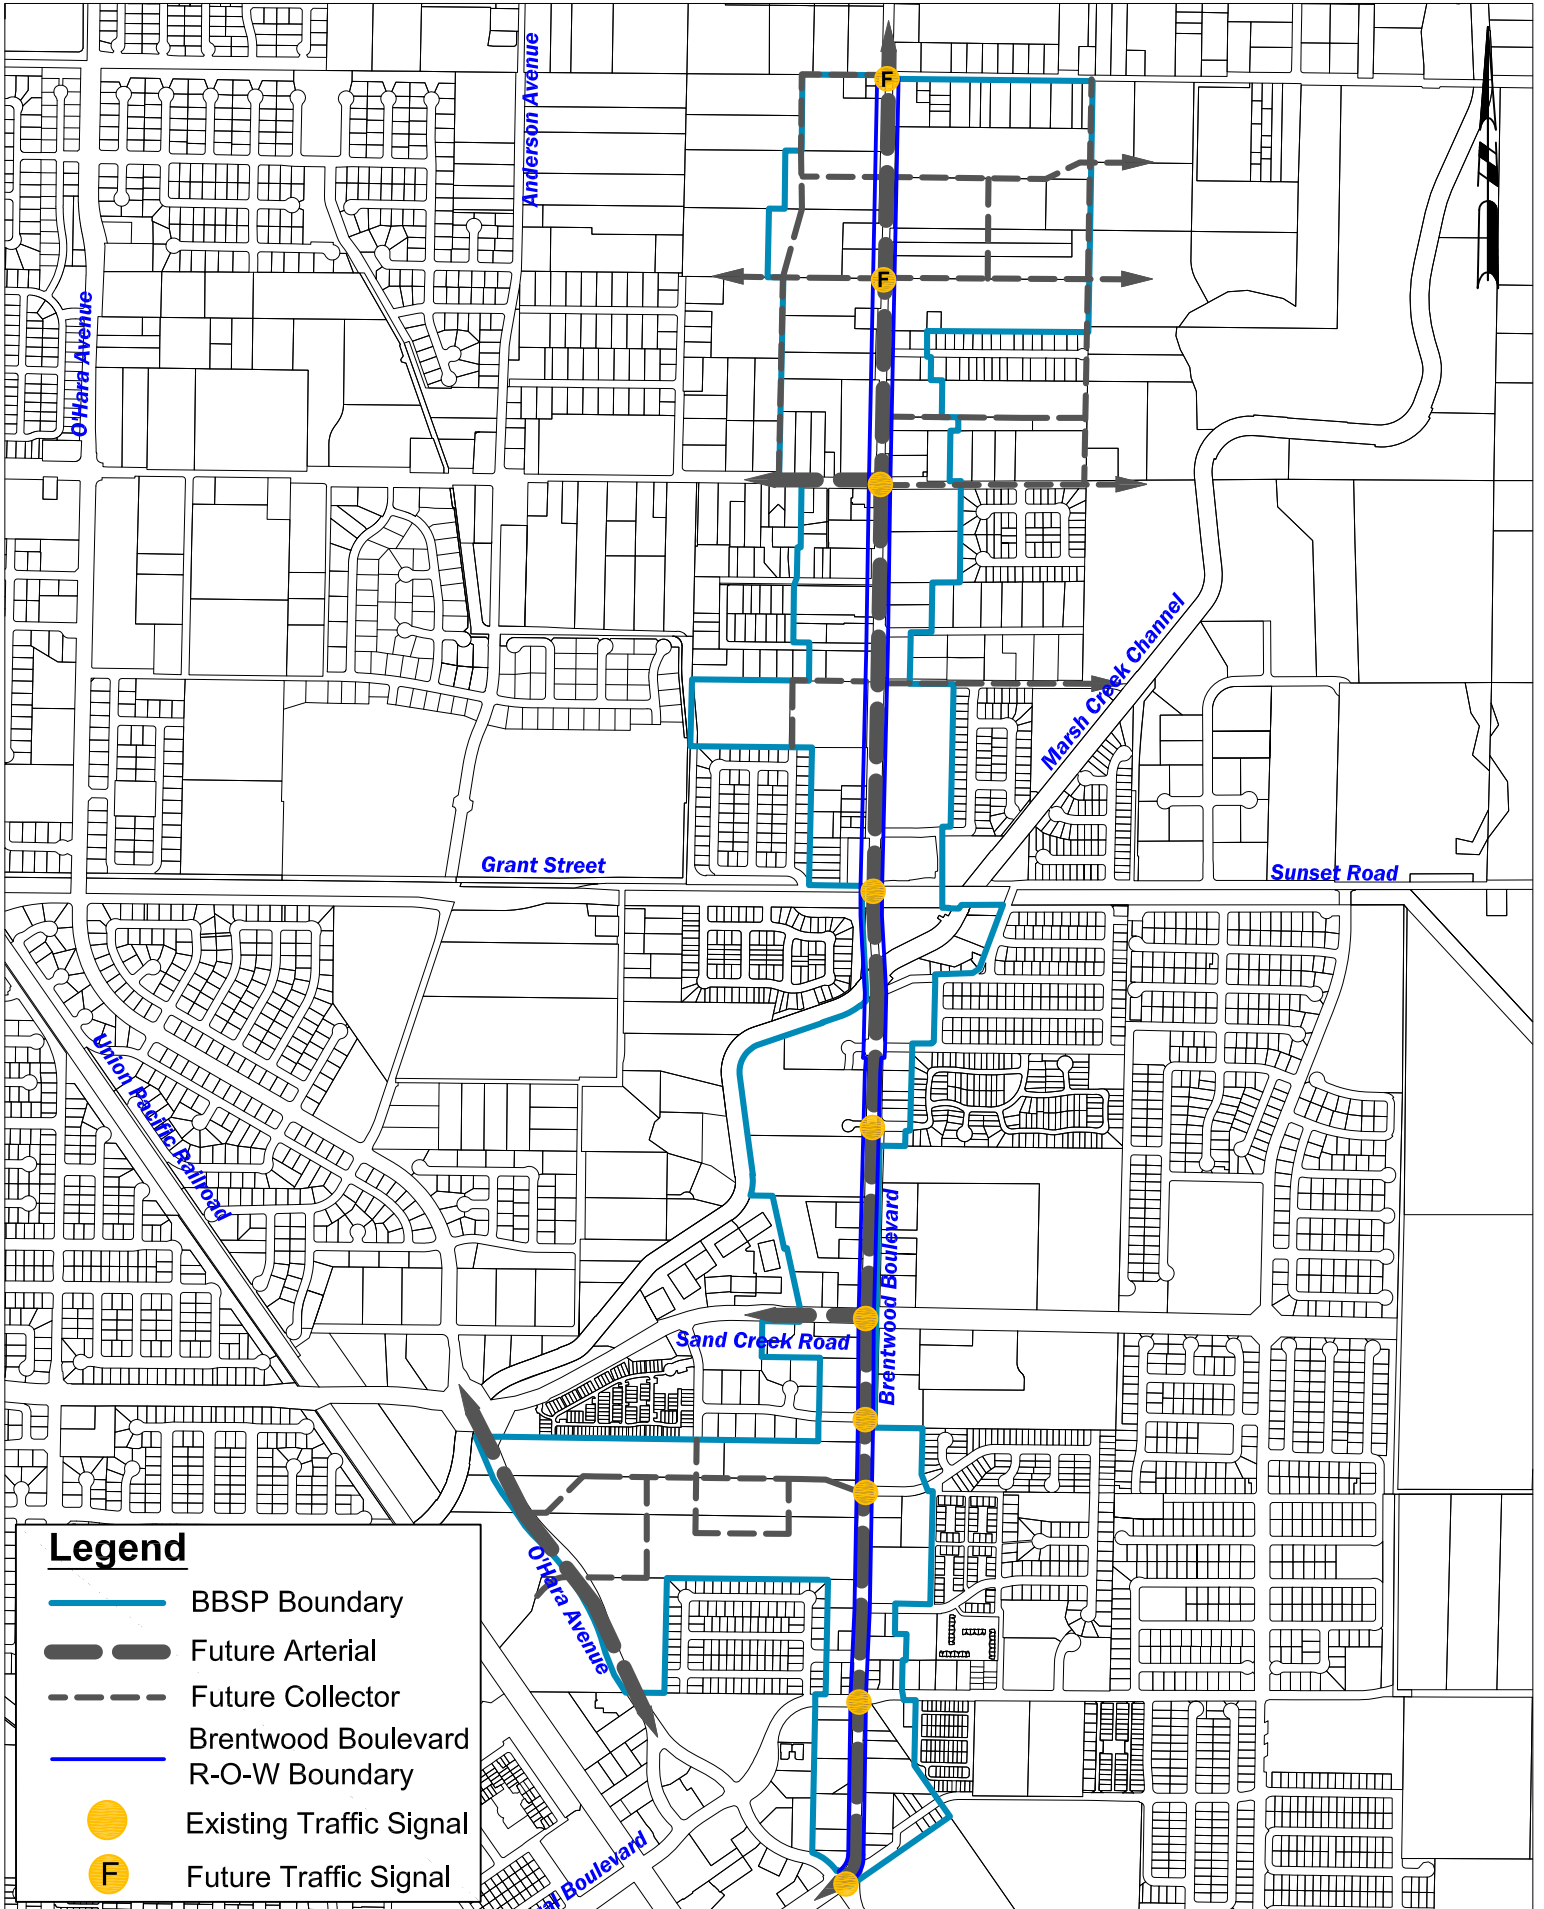 Anderson Avenue
F
O'Hara Avenue
F
Marsh Creek Channel
Grant Street
Sunset Road
Union Pacific Railroad
Brentwood Boulevard
Sand Creek Road
O'Hara Avenue
Boulevard
Legend
BBSP Boundary
Future Arterial
Future Collector
Brentwood Boulevard
R-O-W Boundary
Existing Traffic Signal
F
Future Traffic Signal